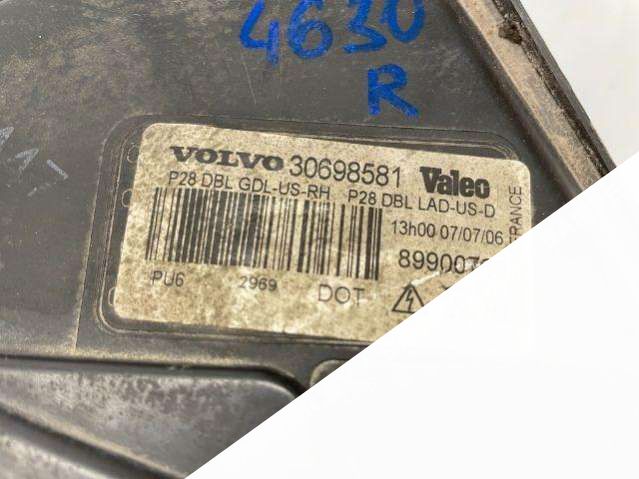 4630
R
VOLVO 30698581 Valeo
P28 DBL GDL-US-RH P28 DBL LAD-US-D
13h00 07/07/06
PU6 2969 DOT
FRANCE